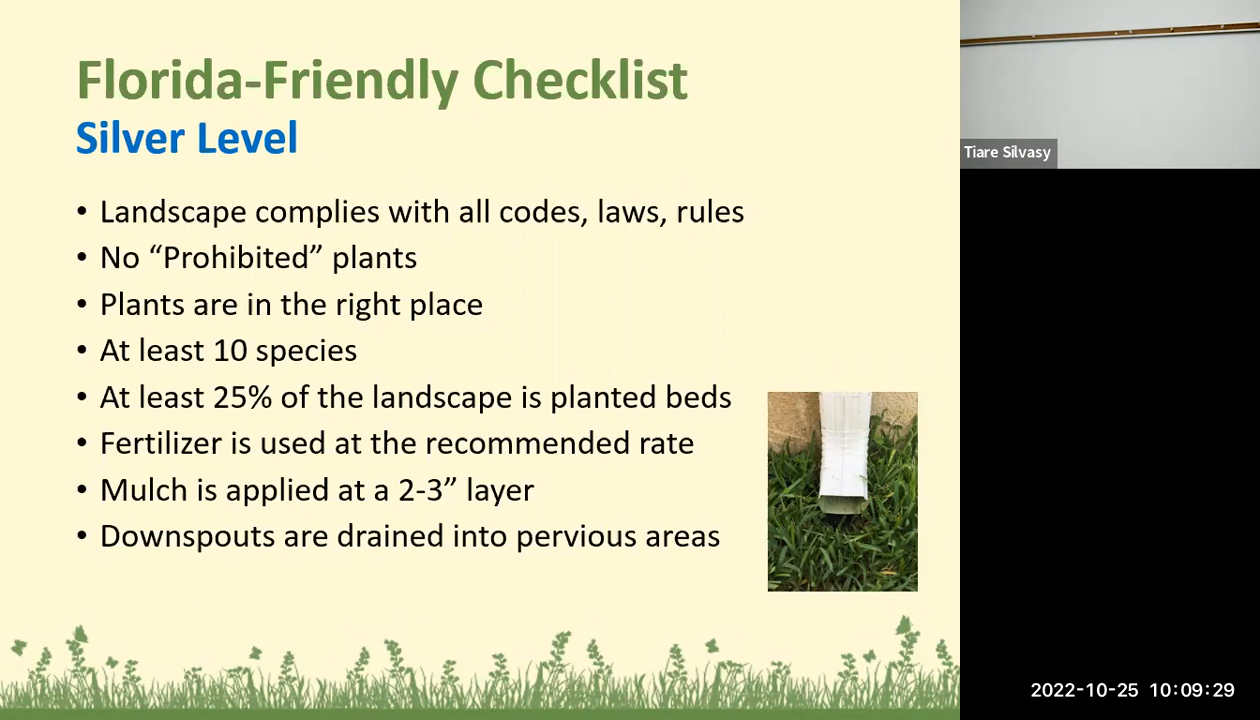 Florida-Friendly Checklist
Silver Level
• Landscape complies with all codes, laws, rules
• No “Prohibited” plants
• Plants are in the right place
• At least 10 species
• At least 25% of the landscape is planted beds
• Fertilizer is used at the recommended rate
• Mulch is applied at a 2-3” layer
• Downspouts are drained into pervious areas
Tiare Silvasy
2022-10-25 10:09:29